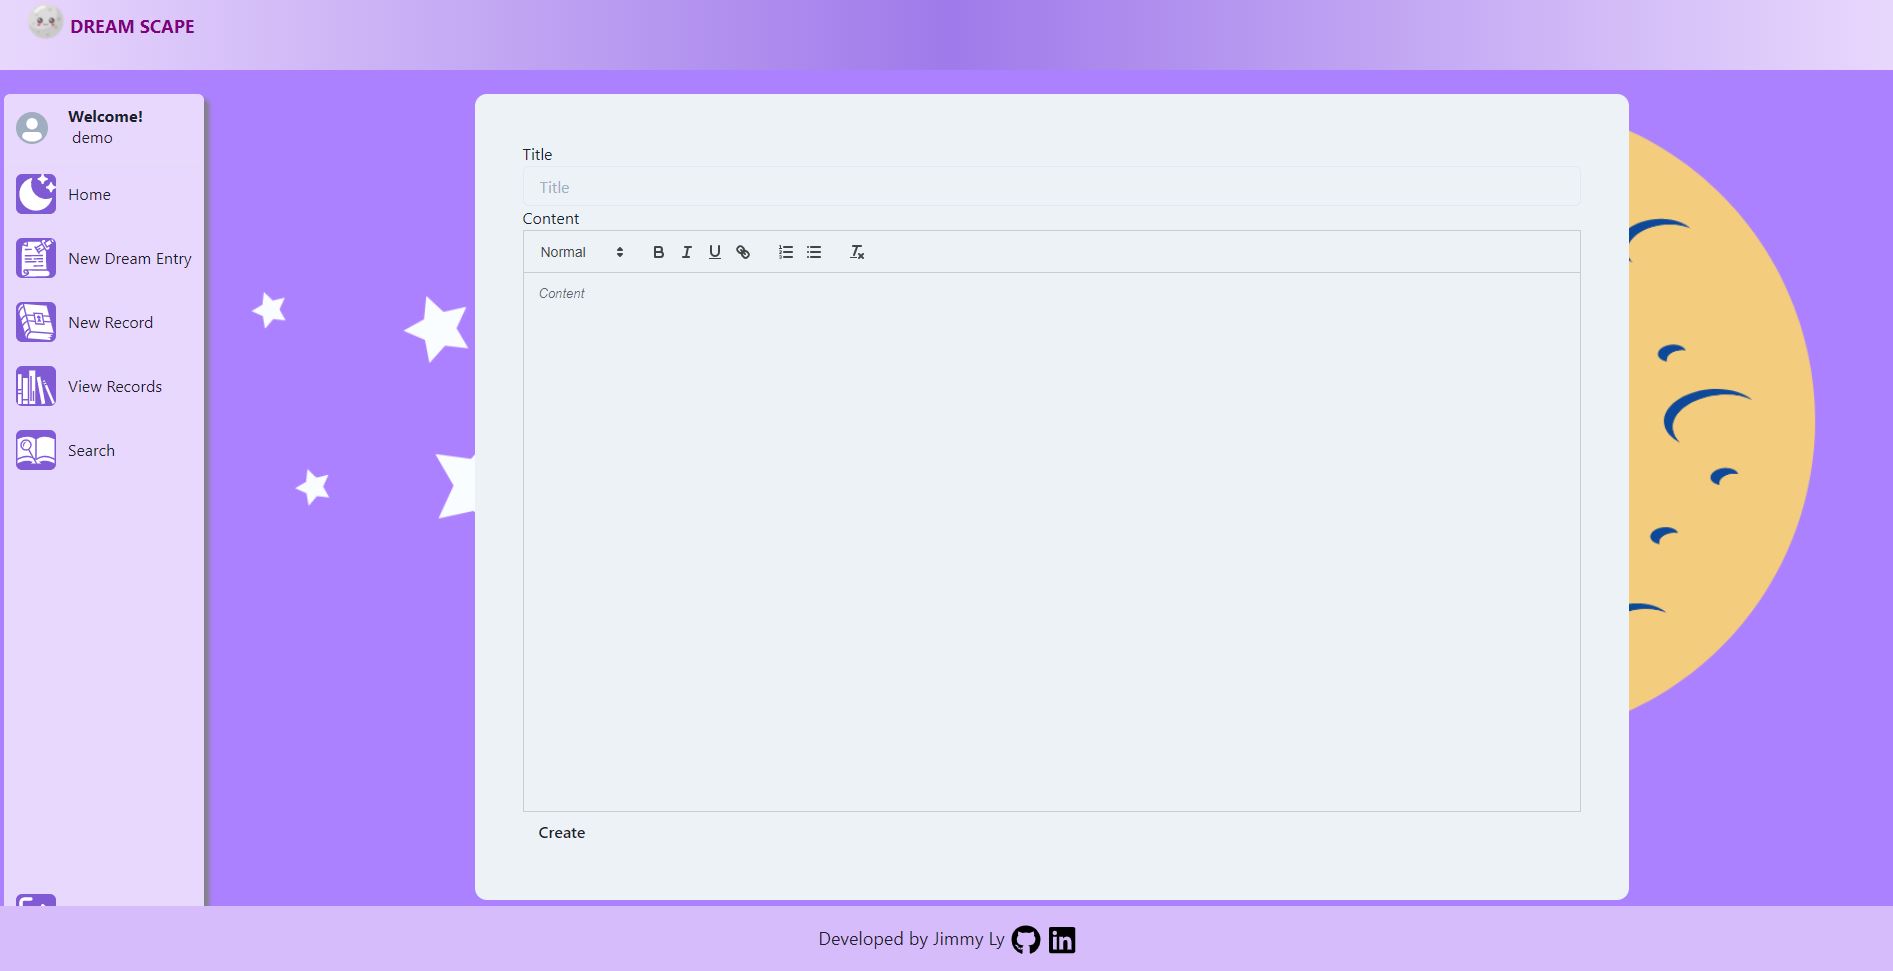 DREAM SCAPE
Welcome!
demo
Home
New Dream Entry
New Record
View Records
Search
Title
Title
Content
Normal
B I U
Content
Create
Developed by Jimmy Ly